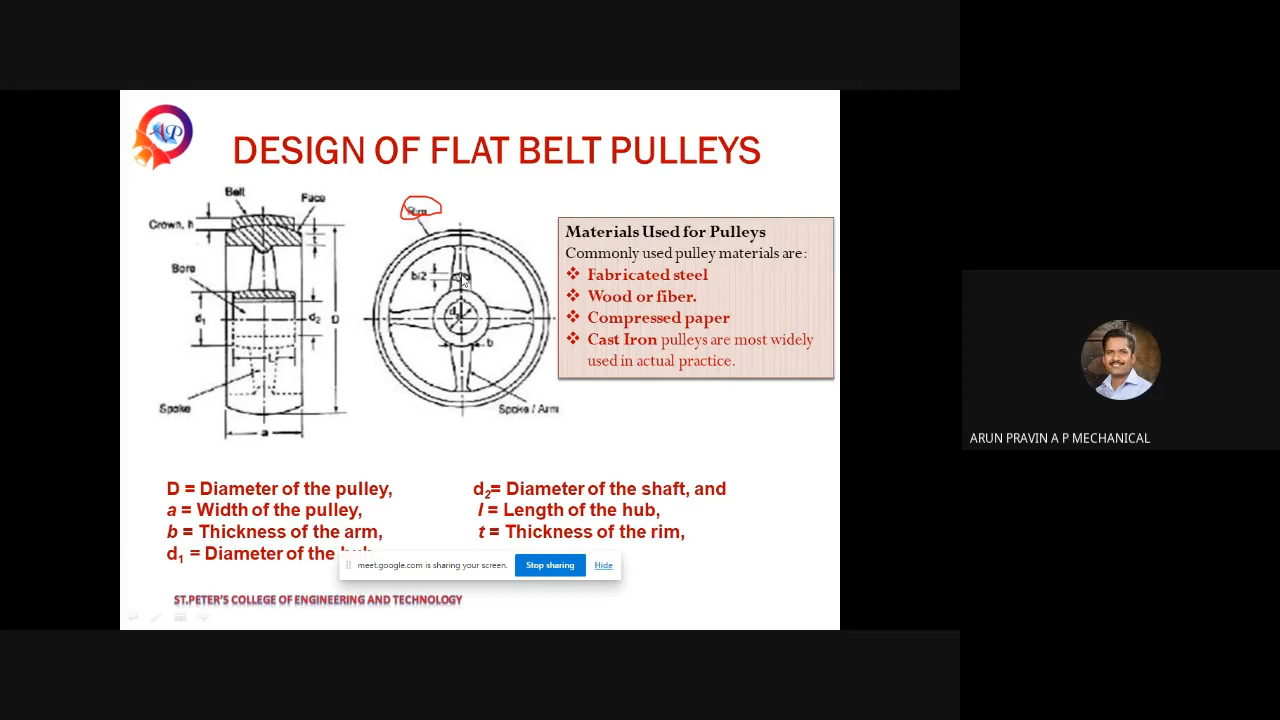 AP
DESIGN OF FLAT BELT PULLEYS
Belt
Face
Crown, h
Bore
d1
d2
D
L
Spoke
a
Rim
b/2
d
b
Spoke / Arm
Materials Used for Pulleys
Commonly used pulley materials are:
❖ Fabricated steel
❖ Wood or fiber.
❖ Compressed paper
❖ Cast Iron pulleys are most widely
used in actual practice.
D = Diameter of the pulley,
a = Width of the pulley,
b = Thickness of the arm,
d1 = Diameter of the hub
d2= Diameter of the shaft, and
l = Length of the hub,
t = Thickness of the rim,
meet.google.com is sharing your screen.
Stop sharing
Hide
ST.PETER'S COLLEGE OF ENGINEERING AND TECHNOLOGY
ARUN PRAVIN A P MECHANICAL